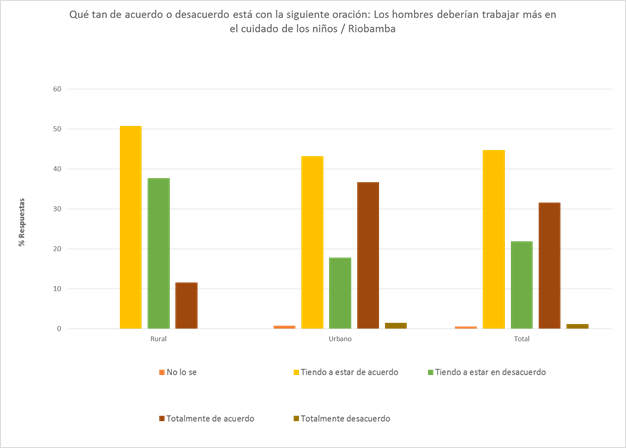 Qué tan de acuerdo o desacuerdo está con la siguiente oración: Los hombres deberían trabajar más en
el cuidado de los niños / Riobamba
60
50
40
30
20
10
0
% Respuestas
Rural
Urbano
Total
No lo se
Tiendo a estar de acuerdo
Tiendo a estar en desacuerdo
Totalmente de acuerdo
Totalmente desacuerdo